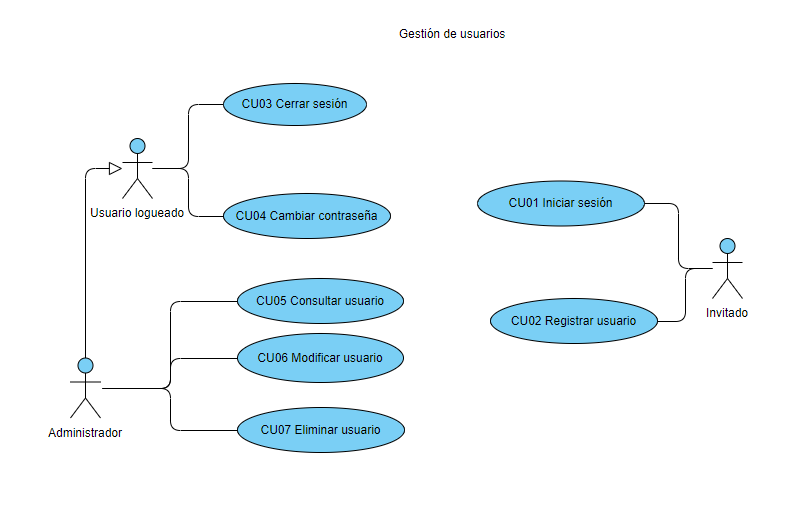 Gestión de usuarios
CU03 Cerrar sesión
Usuario logueado
CU04 Cambiar contraseña
CU01 Iniciar sesión
CU02 Registrar usuario
Invitado
CU05 Consultar usuario
CU06 Modificar usuario
CU07 Eliminar usuario
Administrador